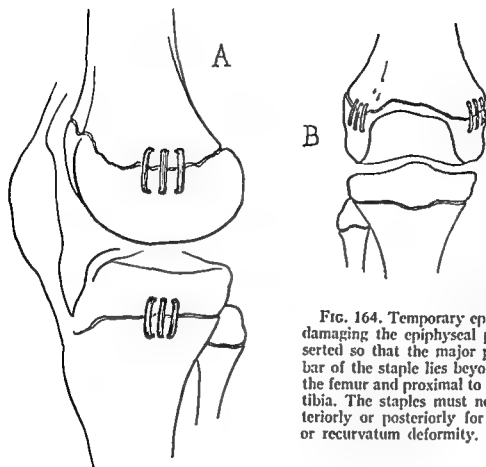 A
B
FIG. 164. Temporary ep
damaging the epiphyseal p
serted so that the major p
bar of the staple lies beyo
the femur and proximal to
tibia. The staples must no
teriorly or posteriorly for
or recurvatum deformity.